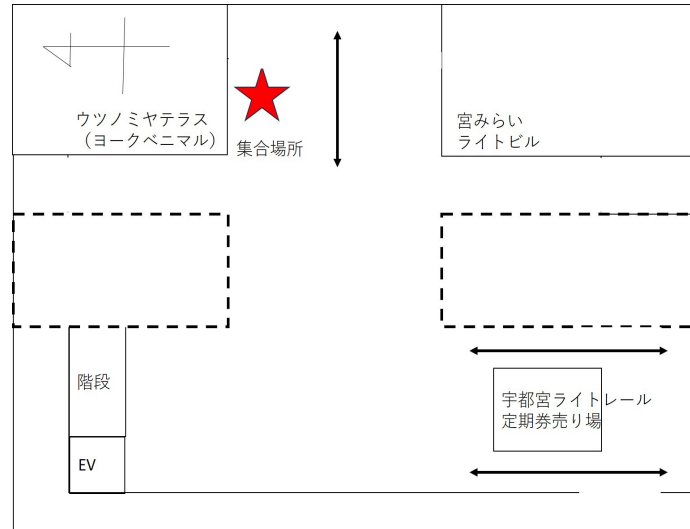 ウツノミヤテラス
（ヨークベニマル）
集合場所
宮みらい
ライトビル
階段
EV
宇都宮ライトレール
定期券売り場